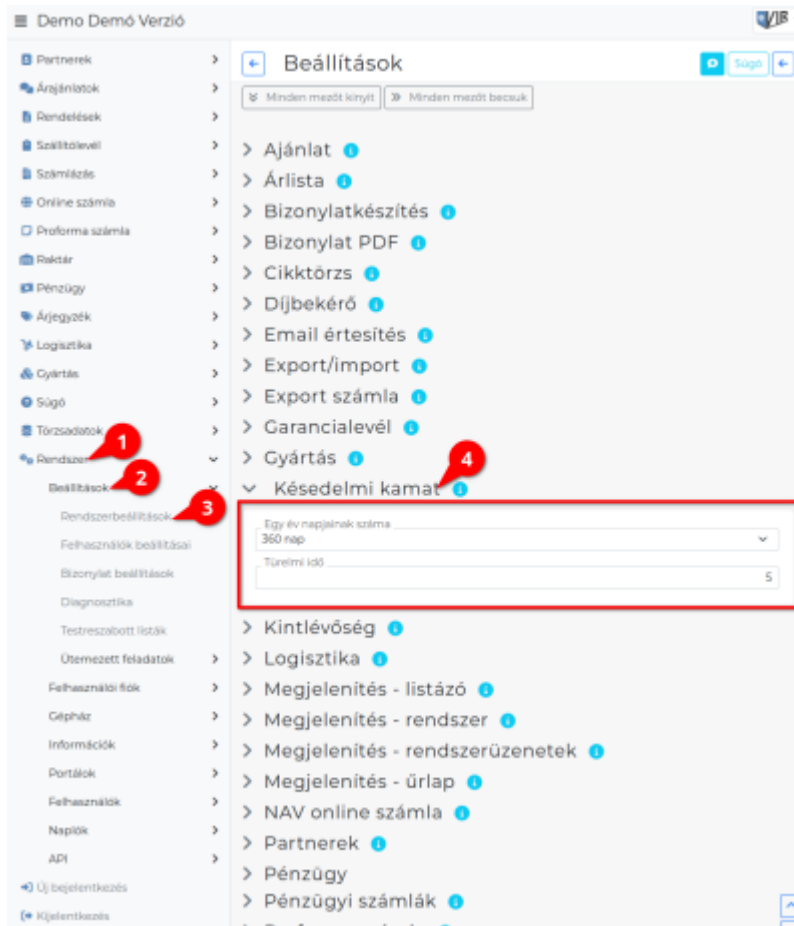 Demo Demó Verzió
VIR
Partnerek
Árajánlatok
Rendelések
Szállítólevél
Számlázás
Online számla
Proforma számla
Raktár
Pénzügy
Árjegyzék
Logisztika
Gyártás
Súgó
Törzsadatok
1
Rendszer
2
Beállítások
3
Rendszerbeállítások
Felhasználók beállításai
Bizonylat beállítások
Diagnosztika
Testreszabott listák
Ütemezett feladatok
Felhasználói fiók
Gépház
Információk
Portálok
Felhasználók
Naplók
API
Új bejelentkezés
Kijelentkezés
Beállítások
Súgó
Minden mezőt kinyit
Minden mezőt becsuk
Ajánlat
Árlista
Bizonylatkészítés
Bizonylat PDF
Cikktörzs
Díjbekérő
Email értesítés
Export/import
Export számla
Garancialevél
Gyártás
4
Késedelmi kamat
Egy év napjainak száma
360 nap
Türelmi idő
5
Kintlévőség
Logisztika
Megjelenítés - listázó
Megjelenítés - rendszer
Megjelenítés - rendszerüzenetek
Megjelenítés - űrlap
NAV online számla
Partnerek
Pénzügy
Pénzügyi számlák